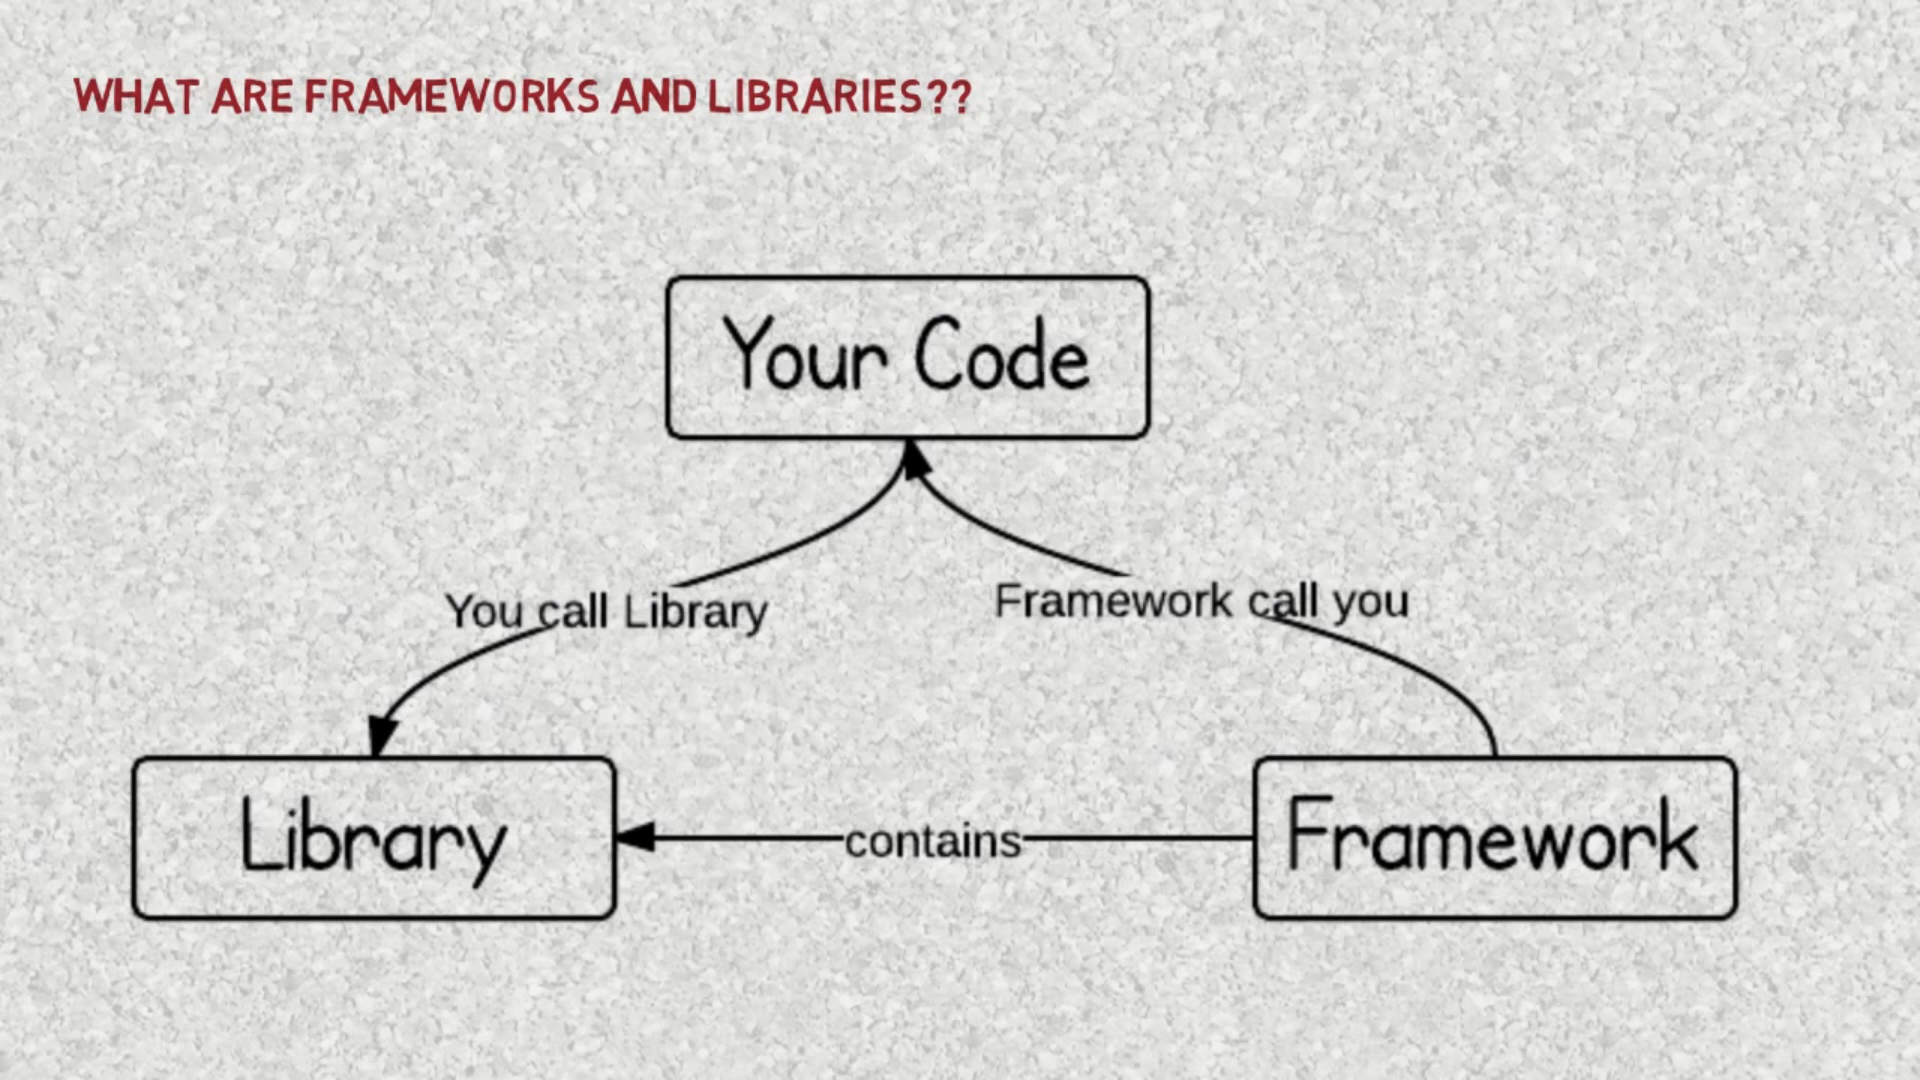 WHAT ARE FRAMEWORKS AND LIBRARIES??
Your Code
You call Library
Framework call you
Library
contains
Framework